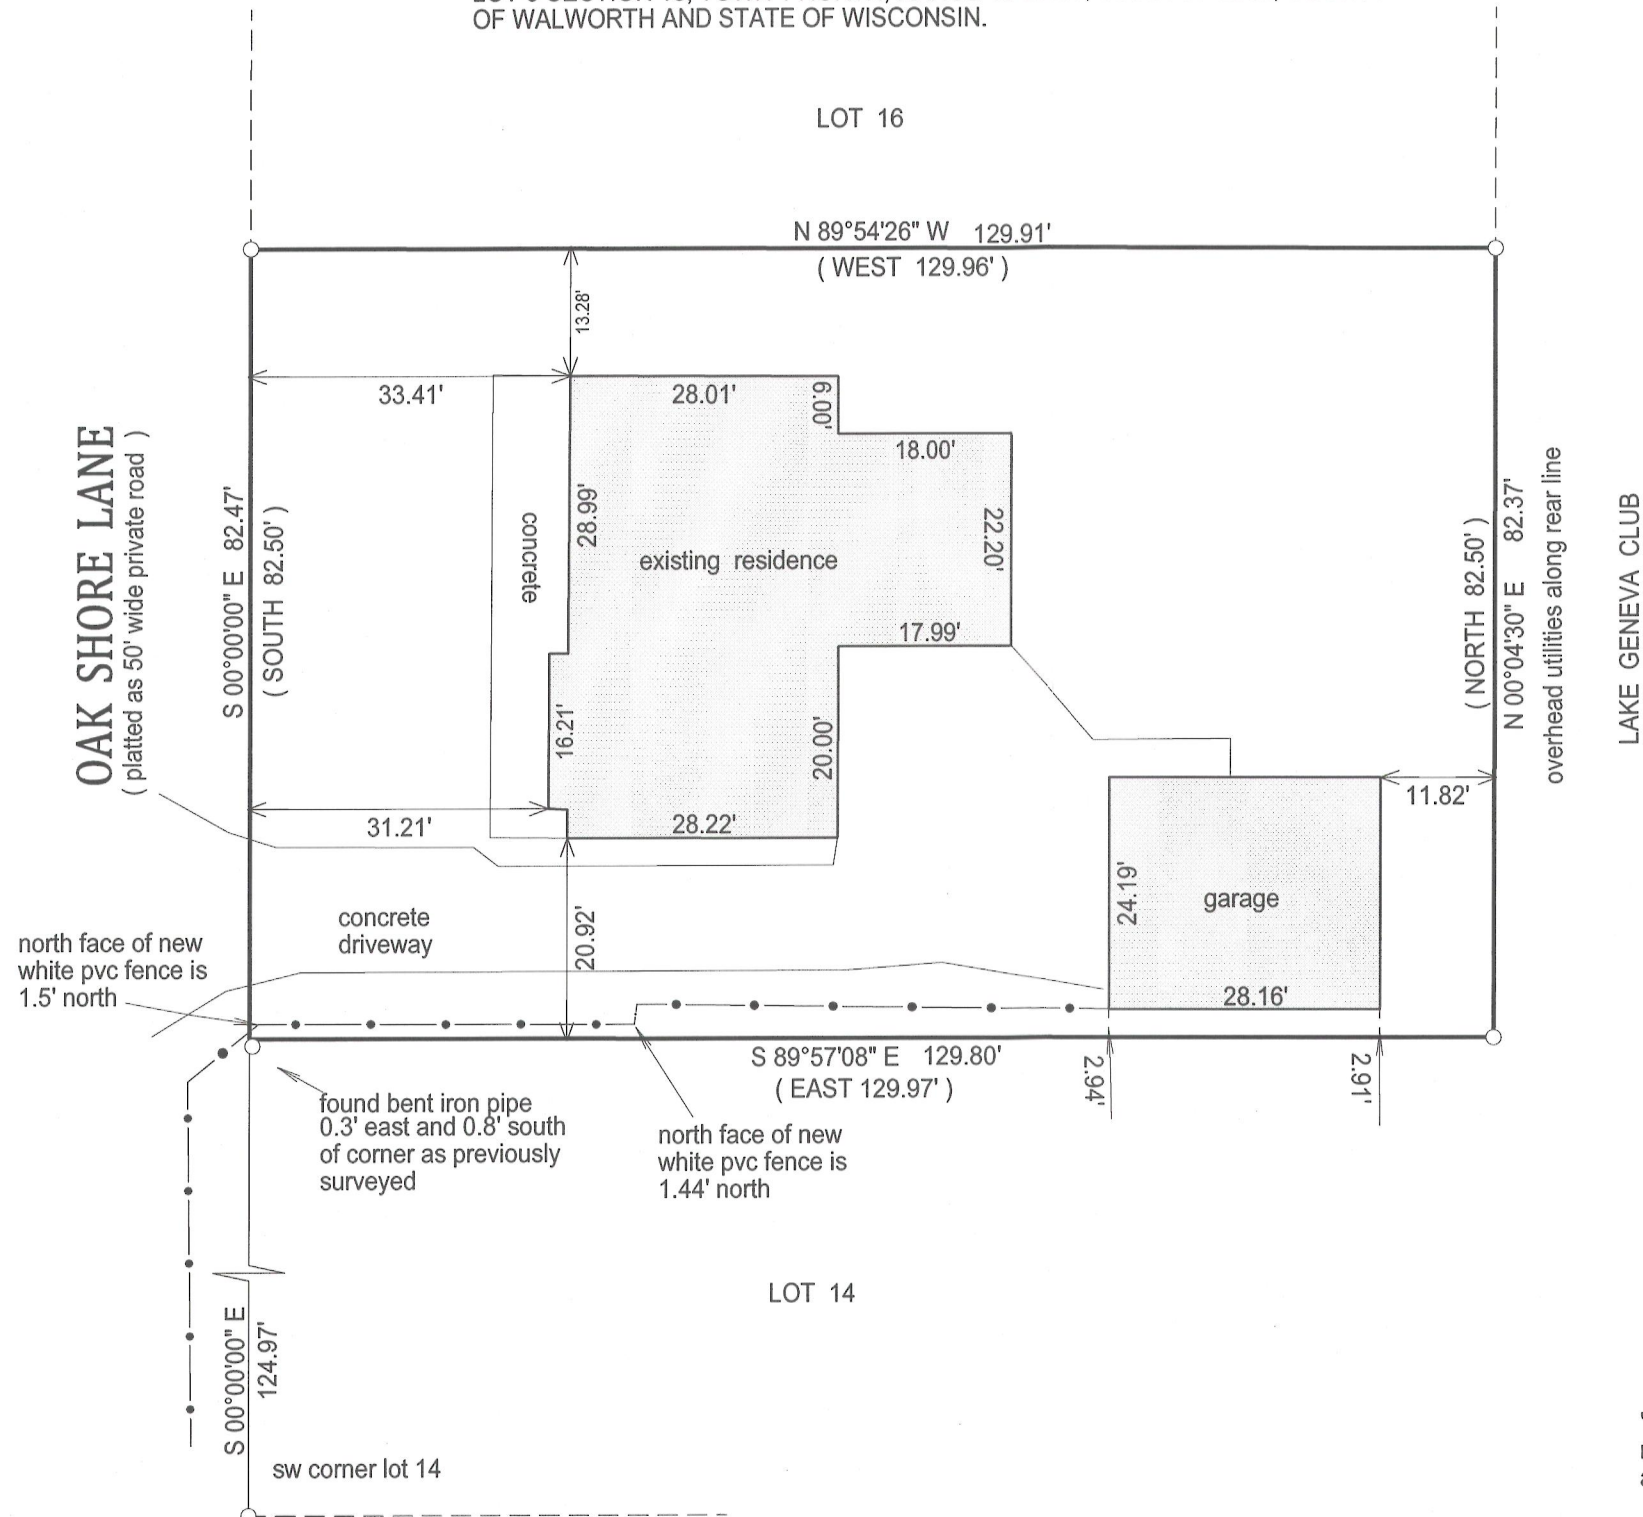 OF WALWORTH AND STATE OF WISCONSIN.
LOT 16
N 89°54'26" W 129.91'
( WEST 129.96' )
13.28'
33.41'
28.01'
6.00'
18.00'
OAK SHORE LANE
( platted as 50' wide private road )
S 00°00'00" E 82.47'
( SOUTH 82.50' )
concrete
28.99'
existing residence
22.20'
17.99'
( NORTH 82.50' )
N 00°04'30" E 82.37'
overhead utilities along rear line
LAKE GENEVA CLUB
16.21'
20.00'
31.21'
28.22'
11.82'
24.19'
garage
28.16'
concrete
driveway
20.92'
north face of new
white pvc fence is
1.5' north
S 89°57'08" E 129.80'
( EAST 129.97' )
2.94'
2.91'
found bent iron pipe
0.3' east and 0.8' south
of corner as previously
surveyed
north face of new
white pvc fence is
1.44' north
LOT 14
S 00°00'00" E
124.97'
sw corner lot 14